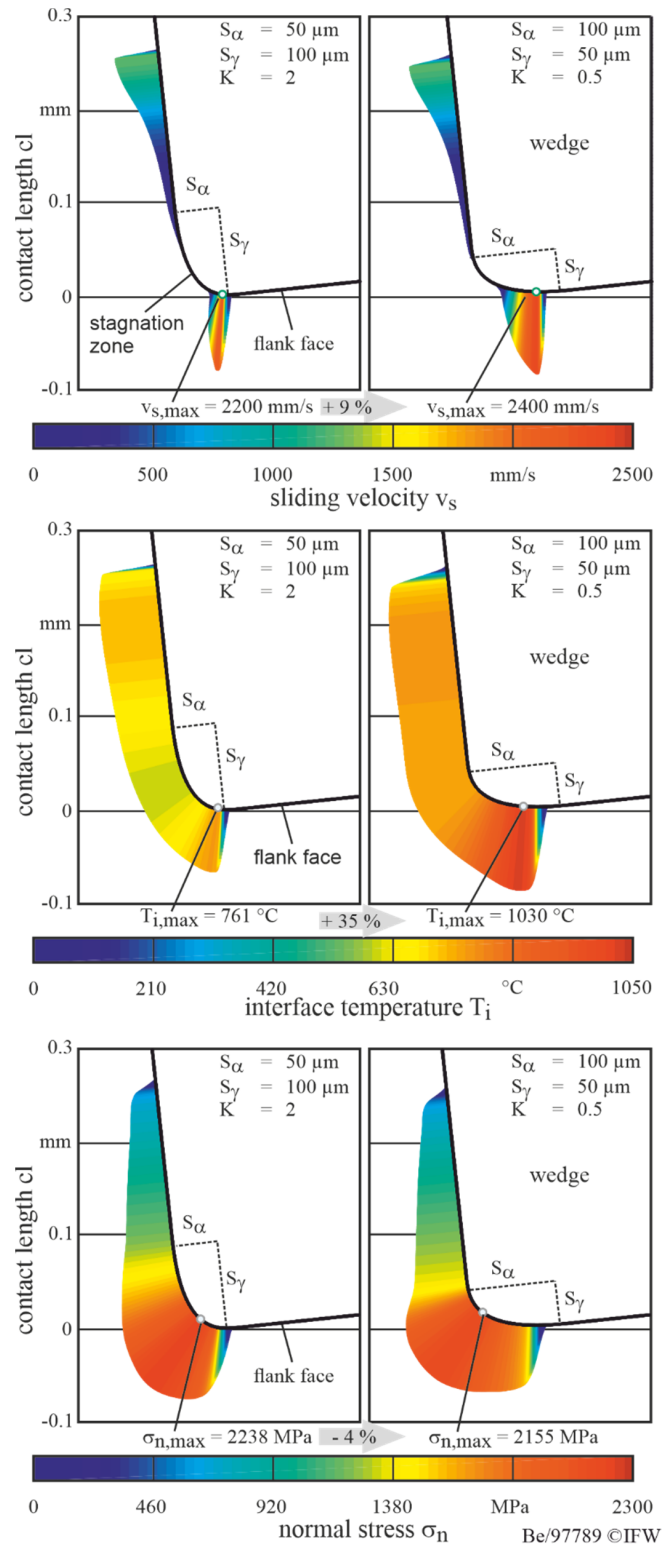 0.3
Sα = 50 µm
Sγ = 100 µm
K = 2
Sα = 100 µm
Sγ = 50 µm
K = 0.5
mm
wedge
contact length cl
Sα
0.1
Sγ
Sα
Sγ
0
stagnation
zone
flank face
-0.1
vs,max = 2200 mm/s + 9 % vs,max = 2400 mm/s
0 500 1000 1500 mm/s 2500
sliding velocity vs
0.3
Sα = 50 µm
Sγ = 100 µm
K = 2
Sα = 100 µm
Sγ = 50 µm
K = 0.5
mm
wedge
contact length cl
Sα
0.1
Sγ
Sα
Sγ
0
flank face
-0.1
Ti,max = 761 °C + 35 % Ti,max = 1030 °C
0 210 420 630 °C 1050
interface temperature Ti
0.3
Sα = 50 µm
Sγ = 100 µm
K = 2
Sα = 100 µm
Sγ = 50 µm
K = 0.5
mm
wedge
contact length cl
Sα
0.1
Sγ
Sα
Sγ
0
flank face
-0.1
σn,max = 2238 MPa - 4 % σn,max = 2155 MPa
0 460 920 1380 MPa 2300
normal stress σn
Be/97789 ©IFW